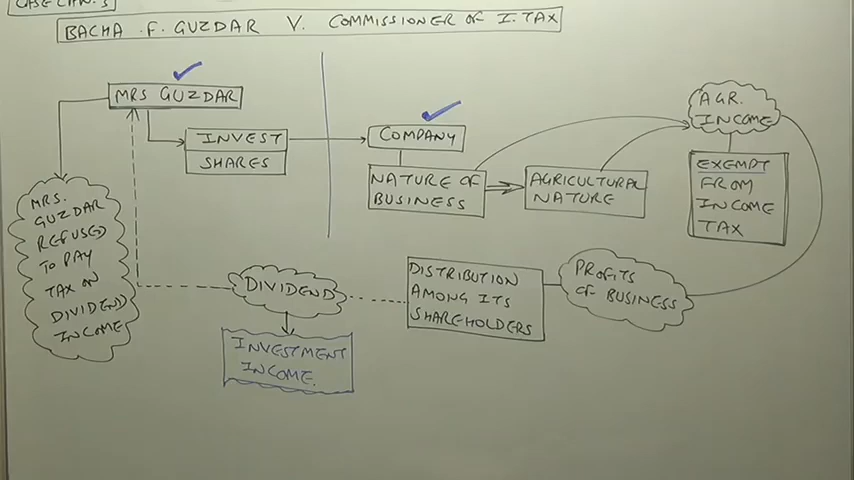 BACHA .F. GUZDAR V. COMMISSIONER OF I. TAX
MRS GUZDAR
INVEST
SHARES
COMPANY
NATURE OF
BUSINESS
AGRICULTURAL
NATURE
AGR.
INCOME
EXEMPT
FROM
INCOME
TAX
MRS.
GUZDAR
REFUSED
TO PAY
TAX ON
DIVIDEND
INCOME
DIVIDEND
INVESTMENT
INCOME.
DISTRIBUTION
AMONG ITS
SHAREHOLDERS
PROFITS
OF BUSINESS